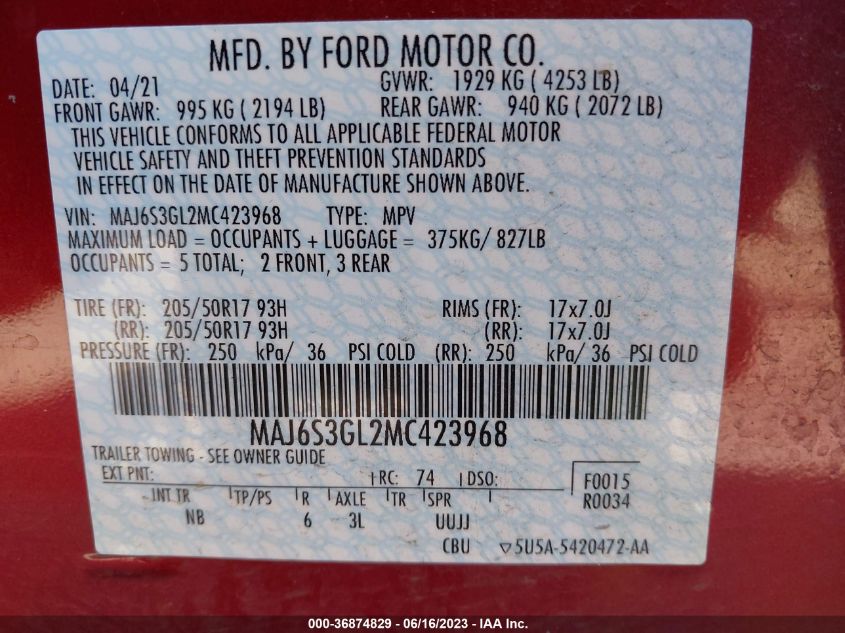 MFD. BY FORD MOTOR CO.
DATE: 04/21 GVWR: 1929 KG ( 4253 LB)
FRONT GAWR: 995 KG ( 2194 LB) REAR GAWR: 940 KG ( 2072 LB)
THIS VEHICLE CONFORMS TO ALL APPLICABLE FEDERAL MOTOR
VEHICLE SAFETY AND THEFT PREVENTION STANDARDS
IN EFFECT ON THE DATE OF MANUFACTURE SHOWN ABOVE.
VIN: MAJ6S3GL2MC423968 TYPE: MPV
MAXIMUM LOAD = OCCUPANTS + LUGGAGE = 375KG/ 827LB
OCCUPANTS = 5 TOTAL; 2 FRONT, 3 REAR
TIRE (FR): 205/50R17 93H RIMS (FR): 17x7.0J
(RR): 205/50R17 93H (RR): 17x7.0J
PRESSURE (FR): 250 kPa/ 36 PSI COLD (RR): 250 kPa/ 36 PSI COLD
MAJ6S3GL2MC423968
TRAILER TOWING - SEE OWNER GUIDE
EXT PNT: RC: 74 DSO: F0015
R0034
INT TR TP/PS R AXLE TR SPR
NB 6 3L UUJJ
CBU ▽5U5A-5420472-AA
000-36874829 - 06/16/2023 - IAA Inc.